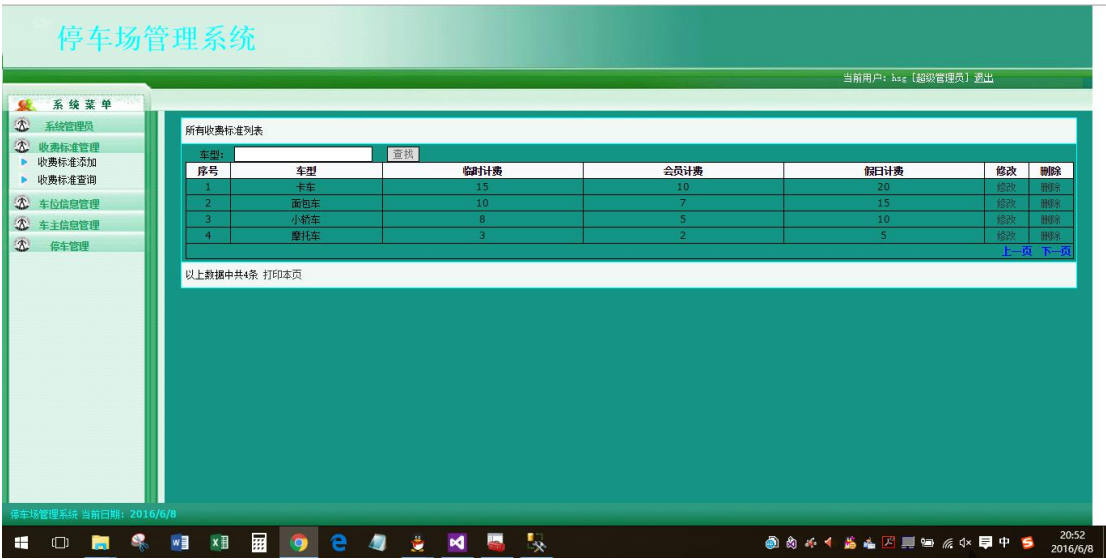 停车场管理系统
当前用户: hsg [超级管理员] 退出
系统菜单
系统管理员
收费标准管理
收费标准添加
收费标准查询
车位信息管理
车主信息管理
停车管理
所有收费标准列表
车型: 查找
序号 车型 临时计费 会员计费 假日计费 修改 删除
1 卡车 15 10 20 修改 删除
2 面包车 10 7 15 修改 删除
3 小轿车 8 5 10 修改 删除
4 摩托车 3 2 5 修改 删除
上一页 下一页
以上数据中共4条 打印本页
停车场管理系统 当前日期: 2016/6/8
中
20:52
2016/6/8